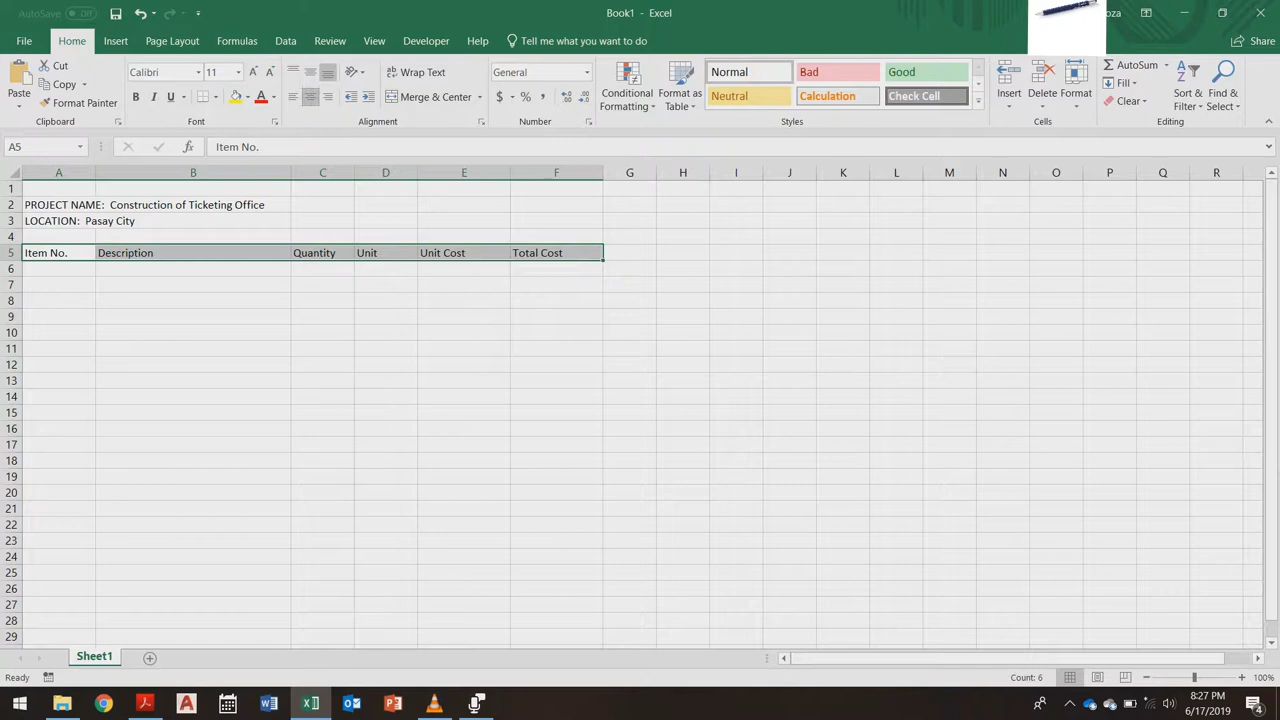 AutoSave Off
Book1 - Excel
oza
File Home Insert Page Layout Formulas Data Review View Developer Help Tell me what you want to do Share
Paste
Cut
Copy
Format Painter
Clipboard
Calibri 11
B I U
Font
Wrap Text
Merge & Center
Alignment
General
$ % ,
Number
Conditional Formatting
Format as Table
Normal Bad Good
Neutral Calculation Check Cell
Styles
Insert Delete Format
Cells
AutoSum
Fill
Clear
Sort & Filter
Find & Select
Editing
A5 fx Item No.
A B C D E F G H I J K L M N O P Q R
1
2 PROJECT NAME: Construction of Ticketing Office
3 LOCATION: Pasay City
4
5 Item No. Description Quantity Unit Unit Cost Total Cost
6
7
8
9
10
11
12
13
14
15
16
17
18
19
20
21
22
23
24
25
26
27
28
29
Sheet1
Ready Count: 6 100%
8:27 PM
6/17/2019
4